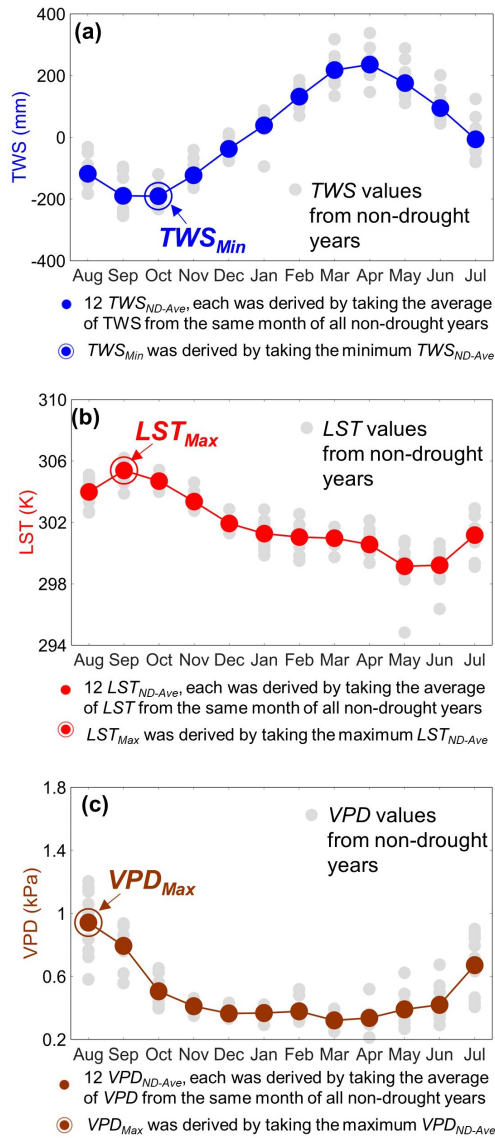 (a)
400
200
0
-200
-400
TWS (mm)
TWS values
from non-drought
years
TWSMin
Aug Sep Oct Nov Dec Jan Feb Mar Apr May Jun Jul
12 TWSND-Ave, each was derived by taking the average
of TWS from the same month of all non-drought years
TWSMin was derived by taking the minimum TWSND-Ave
(b)
310
306
302
298
294
LST (K)
LSTMax
LST values
from non-drought
years
Aug Sep Oct Nov Dec Jan Feb Mar Apr May Jun Jul
12 LSTND-Ave, each was derived by taking the average
of LST from the same month of all non-drought years
LSTMax was derived by taking the maximum LSTND-Ave
(c)
1.8
1.4
1
0.6
0.2
VPD (kPa)
VPD values
from non-drought
years
VPDMax
Aug Sep Oct Nov Dec Jan Feb Mar Apr May Jun Jul
12 VPDND-Ave, each was derived by taking the average
of VPD from the same month of all non-drought years
VPDMax was derived by taking the maximum VPDND-Ave